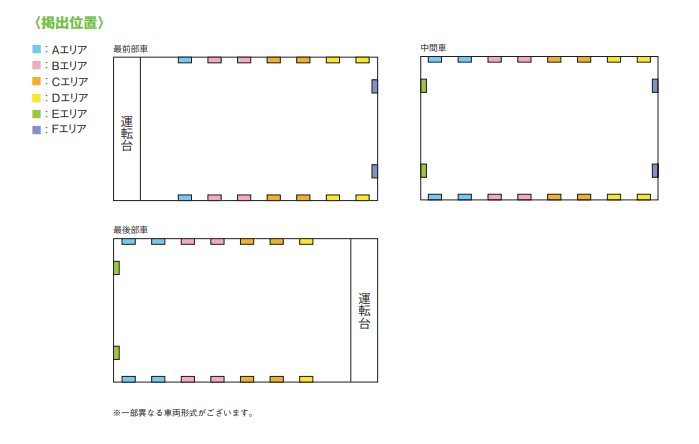 〈掲出位置〉
：Aエリア
：Bエリア
：Cエリア
：Dエリア
：Eエリア
：Fエリア
最前部車
運転台
中間車
最後部車
運転台
※一部異なる車両形式がございます。